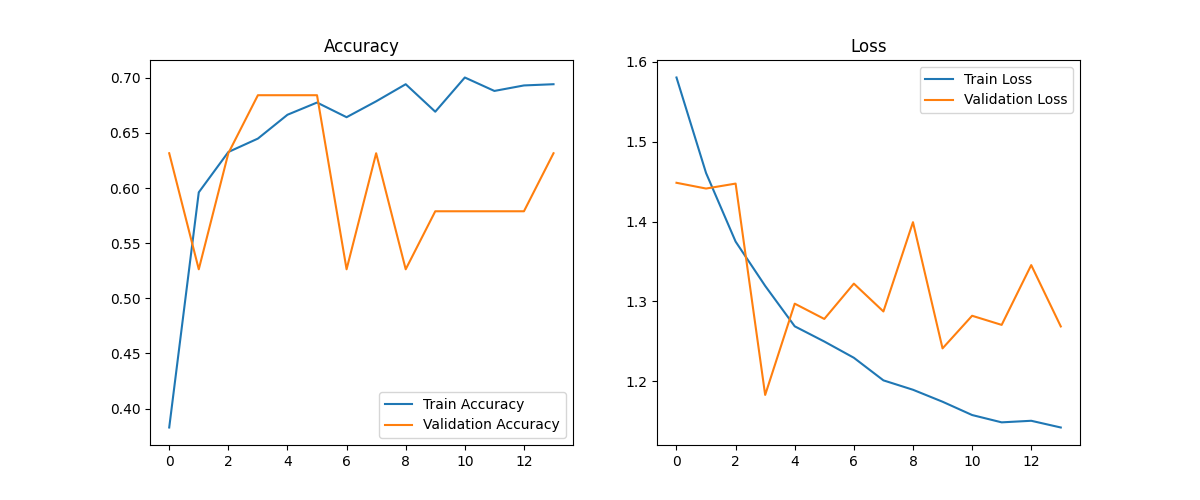 Accuracy
0.70
0.65
0.60
0.55
0.50
0.45
0.40
0 2 4 6 8 10 12
Train Accuracy
Validation Accuracy
Loss
1.6
1.5
1.4
1.3
1.2
0 2 4 6 8 10 12
Train Loss
Validation Loss